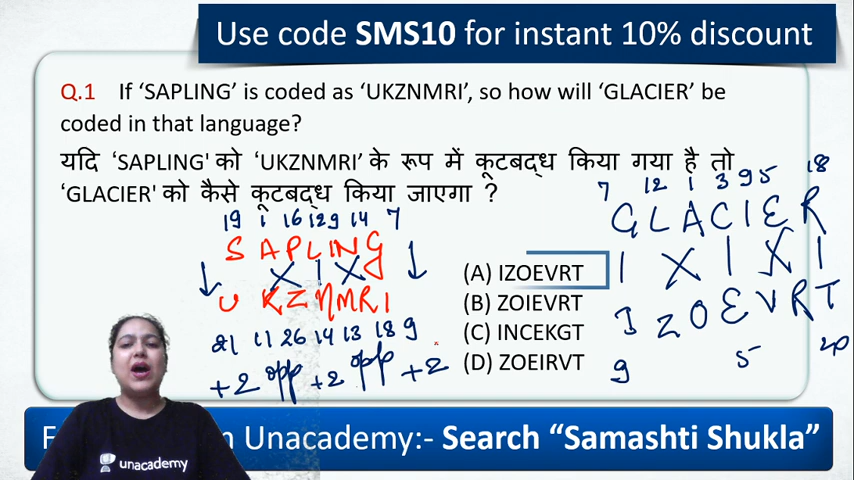 Use code SMS10 for instant 10% discount
Q.1 If ‘SAPLING’ is coded as ‘UKZNMRI’, so how will ‘GLACIER’ be
coded in that language?
यदि ‘SAPLING' को ‘UKZNMRI’ के रूप में कूटबद्ध किया गया है तो
‘GLACIER' को कैसे कूटबद्ध किया जाएगा ?
19 1 16 12 9 14 7
SAPLING
UKZNMRI
21 11 26 14 13 18 9
+2 opp +2 opp +2
(A) IZOEVRT
(B) ZOIEVRT
(C) INCEKGT
(D) ZOEIRVT
7 12 1 3 9 5 18
GLACIER
IZOEVRT
9 5 20
unacademy
n Unacademy:- Search “Samashti Shukla”